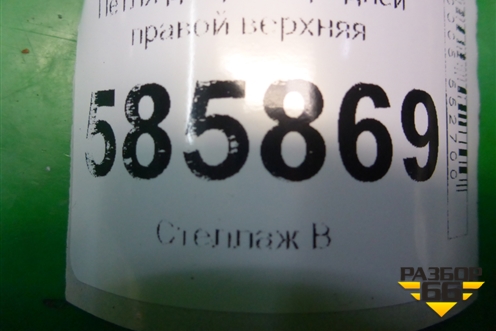 правой верхняя
585869
Стеллаж В
РАЗБОР
66